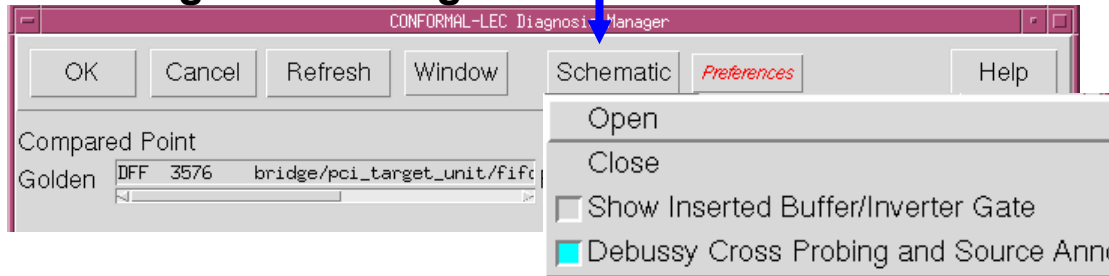 CONFORMAL-LEC Diagnosis Manager
OK Cancel Refresh Window Schematic Preferences Help
Open
Compared Point
Close
Golden DFF 3576 bridge/pci_target_unit/fifo
Show Inserted Buffer/Inverter Gate
Debussy Cross Probing and Source Anno